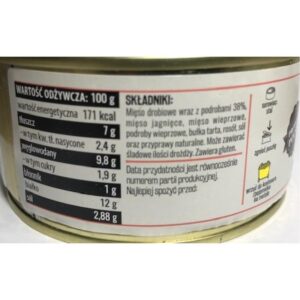 WARTOŚĆ ODŻYWCZA: 100 g
wartość energetyczna 171 kcal
tłuszcz
7 g
- w tym kw. tł. nasycone 2,4 g
węglowodany
9,8 g
- w tym cukry
1,9 g
błonnik
1 g
białko
12 g
sól
2,88 g
SKŁADNIKI:
Mięso drobiowe wraz z podrobami 38%,
mięso jagnięce, mięso wieprzowe,
podroby wieprzowe, bułka tarta, rosół, sól
oraz przyprawy naturalne. Może zawierać
śladowe ilości drożdży. Zawiera gluten.
Data przydatności jest równocześnie
numerem partii produkcyjnej.
Najlepiej spożyć przed:
zgnieć puszkę